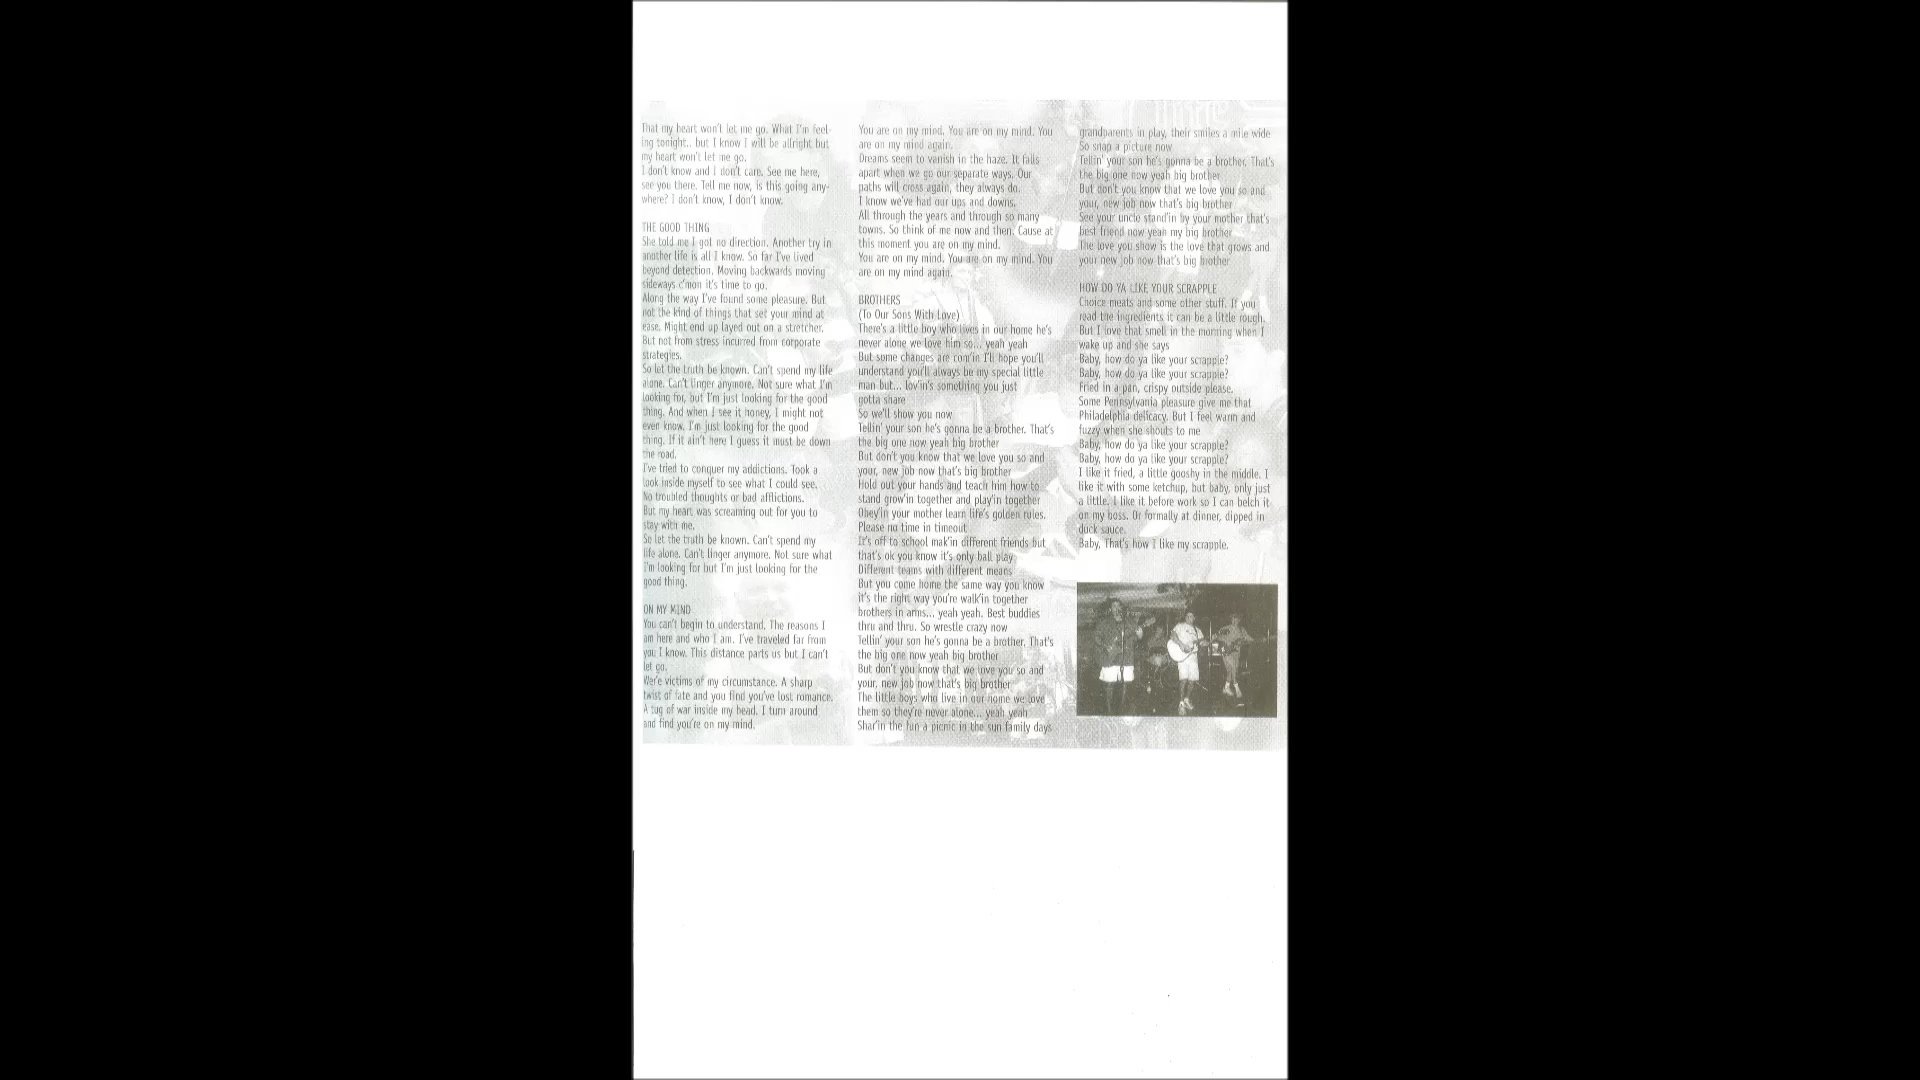 That my heart won't let me go. What I'm feel-
ing tonight.. but I know I will be allright but
my heart won't let me go.
I don't know and I don't care. See me here,
see you there. Tell me now, is this going any-
where? I don't know, I don't know.
THE GOOD THING
She told me I got no direction. Another try in
another life is all I know. So far I've lived
beyond detection. Moving backwards moving
sideways c'mon it's time to go.
Along the way I've found some pleasure. But
not the kind of things that set your mind at
ease. Might end up layed out on a stretcher.
But not from stress incurred from corporate
strategies.
So let the truth be known. Can't spend my life
alone. Can't linger anymore. Not sure what I'm
looking for, but I'm just looking for the good
thing. And when I see it honey, I might not
even know. I'm just looking for the good
thing. If it ain't here I guess it must be down
the road.
I've tried to conquer my addictions. Took a
look inside myself to see what I could see.
No troubled thoughts or bad afflictions.
But my heart was screaming out for you to
stay with me.
So let the truth be known. Can't spend my
life alone. Can't linger anymore. Not sure what
I'm looking for but I'm just looking for the
good thing.
ON MY MIND
You can't begin to understand. The reasons I
am here and who I am. I've traveled far from
you I know. This distance parts us but I can't
let go.
We're victims of my circumstance. A sharp
twist of fate and you find you've lost romance.
A tug of war inside my head. I turn around
and find you're on my mind.
You are on my mind. You are on my mind. You
are on my mind again.
Dreams seem to vanish in the haze. It falls
apart when we go our separate ways. Our
paths will cross again, they always do.
I know we've had our ups and downs.
All through the years and through so many
towns. So think of me now and then. Cause at
this moment you are on my mind.
You are on my mind. You are on my mind. You
are on my mind again.
BROTHERS
(To Our Sons With Love)
There's a little boy who lives in our home he's
never alone we love him so... yeah yeah
But some changes are com'in I'll hope you'll
understand you'll always be my special little
man but... lov'in's something you just
gotta share
So we'll show you now
Tellin' your son he's gonna be a brother. That's
the big one now yeah big brother
But don't you know that we love you so and
your, new job now that's big brother
Hold out your hands and teach him how to
stand grow'in together and play'in together
Obey'in your mother learn life's golden rules.
Please no time in timeout
It's off to school mak'in different friends but
that's ok you know it's only ball play
Different teams with different means
But you come home the same way you know
it's the right way you're walk'in together
brothers in arms... yeah yeah. Best buddies
thru and thru. So wrestle crazy now
Tellin' your son he's gonna be a brother. That's
the big one now yeah big brother
But don't you know that we love you so and
your, new job now that's big brother
The little boys who live in our home we love
them so they're never alone... yeah yeah
Shar'in the fun a picnic in the sun family days
grandparents in play, their smiles a mile wide
So snap a picture now
Tellin' your son he's gonna be a brother. That's
the big one now yeah big brother
But don't you know that we love you so and
your, new job now that's big brother
See your uncle stand'in by your mother that's
best friend now yeah my big brother
The love you show is the love that grows and
your new job now that's big brother
HOW DO YA LIKE YOUR SCRAPPLE
Choice meats and some other stuff. If you
read the ingredients it can be a little rough.
But I love that smell in the morning when I
wake up and she says
Baby, how do ya like your scrapple?
Baby, how do ya like your scrapple?
Fried in a pan, crispy outside please.
Some Pennsylvania pleasure give me that
Philadelphia delicacy. But I feel warm and
fuzzy when she shouts to me
Baby, how do ya like your scrapple?
Baby, how do ya like your scrapple?
I like it fried, a little gooshy in the middle. I
like it with some ketchup, but baby, only just
a little. I like it before work so I can belch it
on my boss. Or formally at dinner, dipped in
duck sauce.
Baby, That's how I like my scrapple.